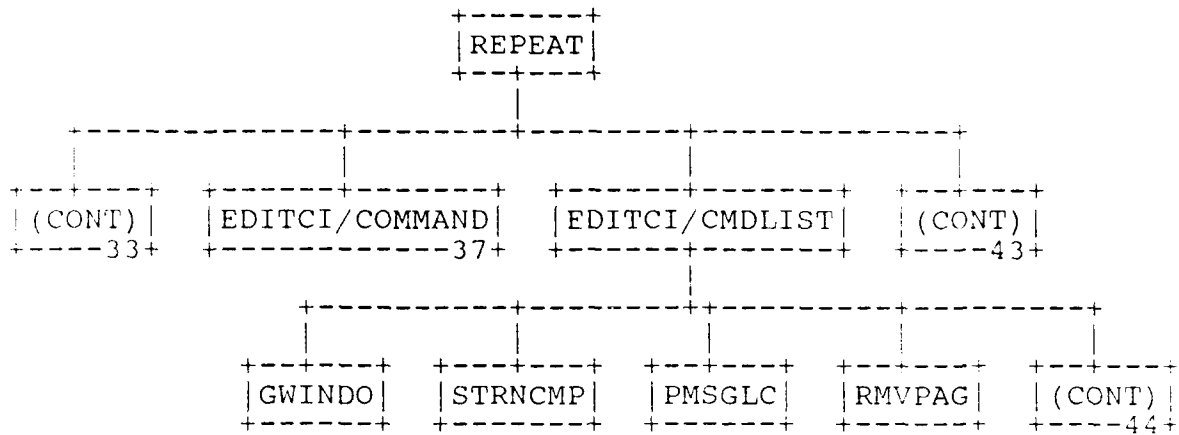 REPEAT
(CONT) EDITCI/COMMAND EDITCI/CMDLIST (CONT)
33 37 43
GWINDO STRNCMP PMSGLC RMVPAG (CONT)
44